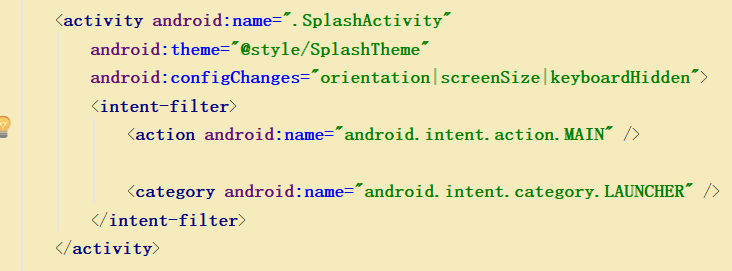 <activity android:name=".SplashActivity"
android:theme="@style/SplashTheme"
android:configChanges="orientation|screenSize|keyboardHidden">
<intent-filter>
<action android:name="android.intent.action.MAIN" />
<category android:name="android.intent.category.LAUNCHER" />
</intent-filter>
</activity>